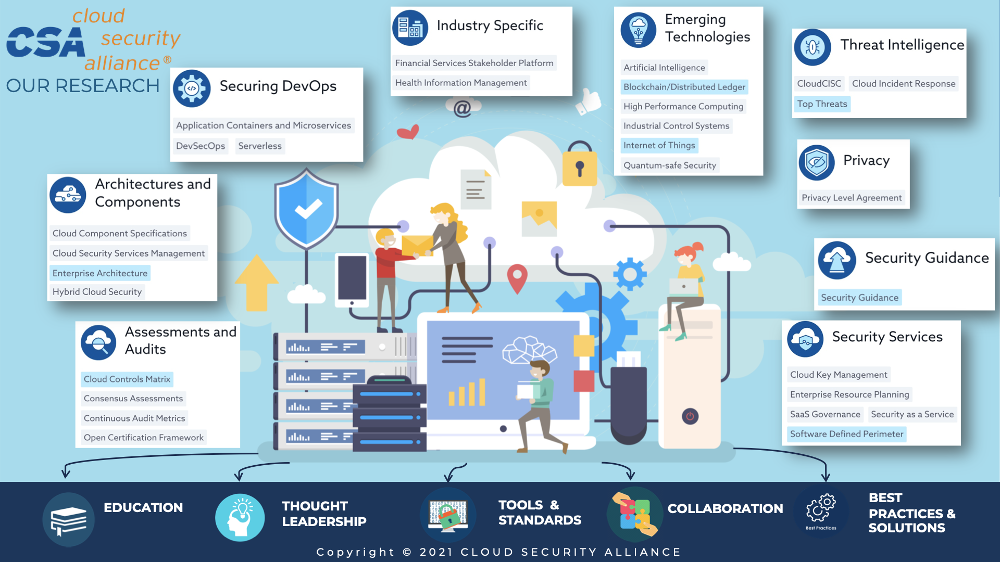 cloud
CSA security
alliance®
OUR RESEARCH
Securing DevOps
Application Containers and Microservices
DevSecOps Serverless
Industry Specific
Financial Services Stakeholder Platform
Health Information Management
@
Emerging
Technologies
Artificial Intelligence
Blockchain/Distributed Ledger
High Performance Computing
Industrial Control Systems
Internet of Things
Quantum-safe Security
Threat Intelligence
CloudCISC Cloud Incident Response
Top Threats
Privacy
Privacy Level Agreement
Architectures and
Components
Cloud Component Specifications
Cloud Security Services Management
Enterprise Architecture
Hybrid Cloud Security
Security Guidance
Security Guidance
Assessments and
Audits
Cloud Controls Matrix
Consensus Assessments
Continuous Audit Metrics
Open Certification Framework
Security Services
Cloud Key Management
Enterprise Resource Planning
SaaS Governance Security as a Service
Software Defined Perimeter
EDUCATION
THOUGHT
LEADERSHIP
TOOLS &
STANDARDS
COLLABORATION
Best Practices
BEST
PRACTICES &
SOLUTIONS
Copyright © 2021 CLOUD SECURITY ALLIANCE